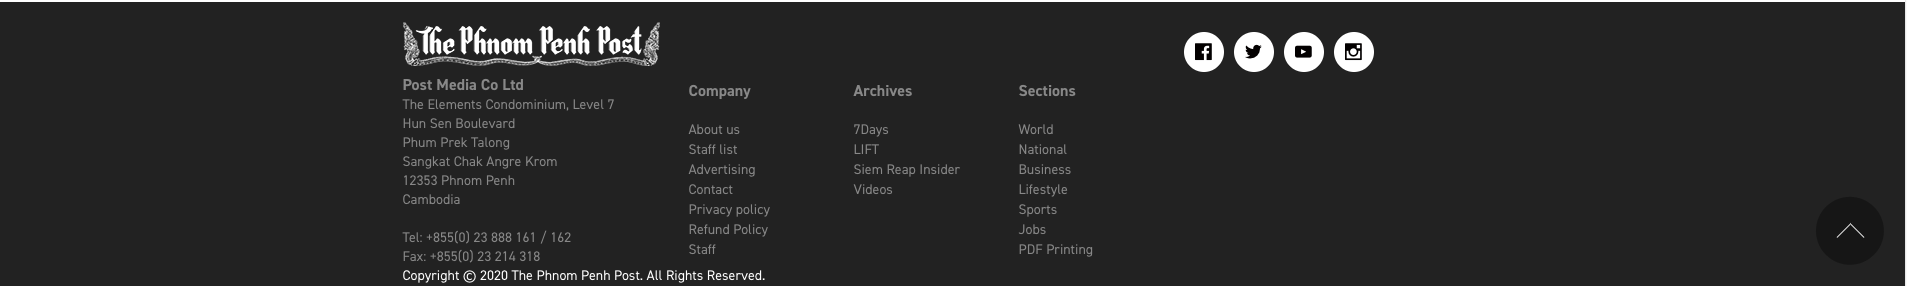 The Phnom Penh Post
Post Media Co Ltd
The Elements Condominium, Level 7
Hun Sen Boulevard
Phum Prek Talong
Sangkat Chak Angre Krom
12353 Phnom Penh
Cambodia
Tel: +855(0) 23 888 161 / 162
Fax: +855(0) 23 214 318
Copyright © 2020 The Phnom Penh Post. All Rights Reserved.
Company
About us
Staff list
Advertising
Contact
Privacy policy
Refund Policy
Staff
Archives
7Days
LIFT
Siem Reap Insider
Videos
Sections
World
National
Business
Lifestyle
Sports
Jobs
PDF Printing